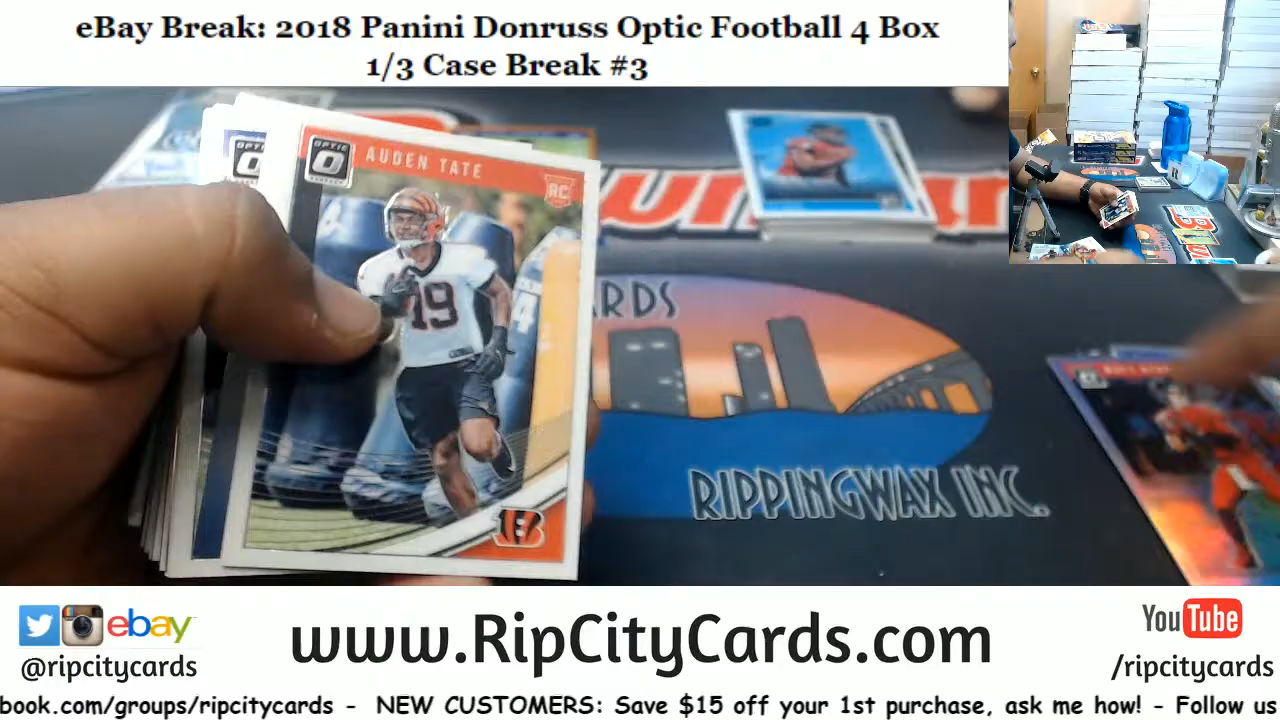 eBay Break: 2018 Panini Donruss Optic Football 4 Box
1/3 Case Break #3
OPTIC
AUDEN TATE
RC
19
RIPPINGWAX INC.
ebay
@ripcitycards
www.RipCityCards.com
YouTube
/ripcitycards
book.com/groups/ripcitycards - NEW CUSTOMERS: Save $15 off your 1st purchase, ask me how! - Follow us